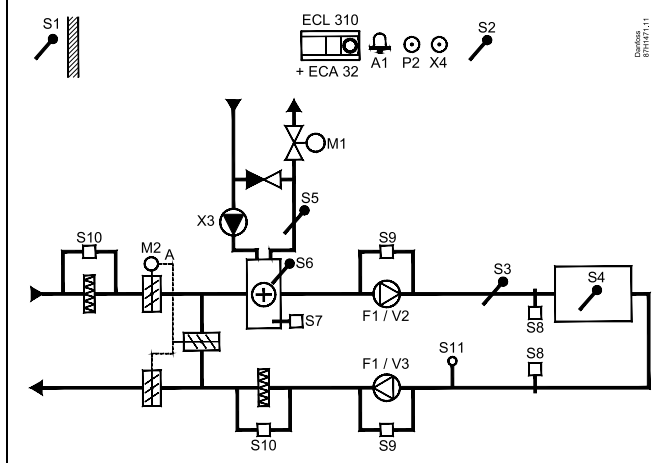 S1
ECL 310
+ ECA 32
A1
P2
X4
S2
Danfoss
87H1471.11
M1
S5
X3
S10
M2
A
S6
S9
S3
S4
S7
F1 / V2
S8
S11
S8
F1 / V3
S10
S9